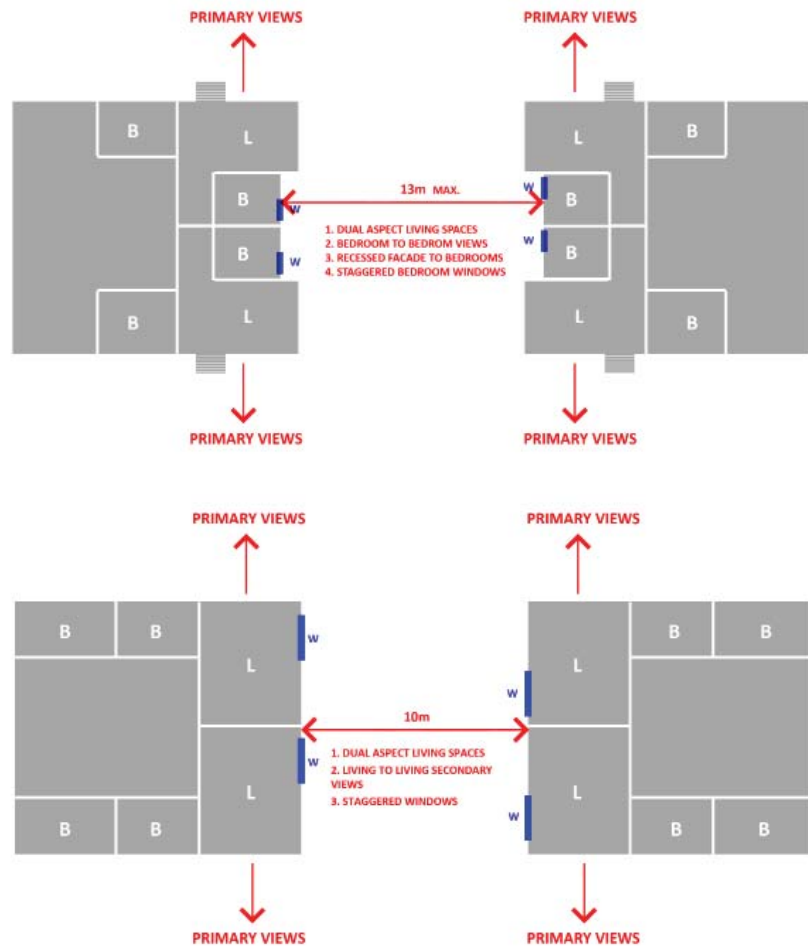 PRIMARY VIEWS PRIMARY VIEWS
B L L B
13m MAX.
W
B W B
1. DUAL ASPECT LIVING SPACES
2. BEDROOM TO BEDROM VIEWS
W
B W B
3. RECESSED FACADE TO BEDROOMS
4. STAGGERED BEDROOM WINDOWS
B L L B
PRIMARY VIEWS PRIMARY VIEWS
PRIMARY VIEWS PRIMARY VIEWS
B B B B
W
L L
W
10m
1. DUAL ASPECT LIVING SPACES
W
2. LIVING TO LIVING SECONDARY
VIEWS
L L
3. STAGGERED WINDOWS
W
B B B B
PRIMARY VIEWS PRIMARY VIEWS